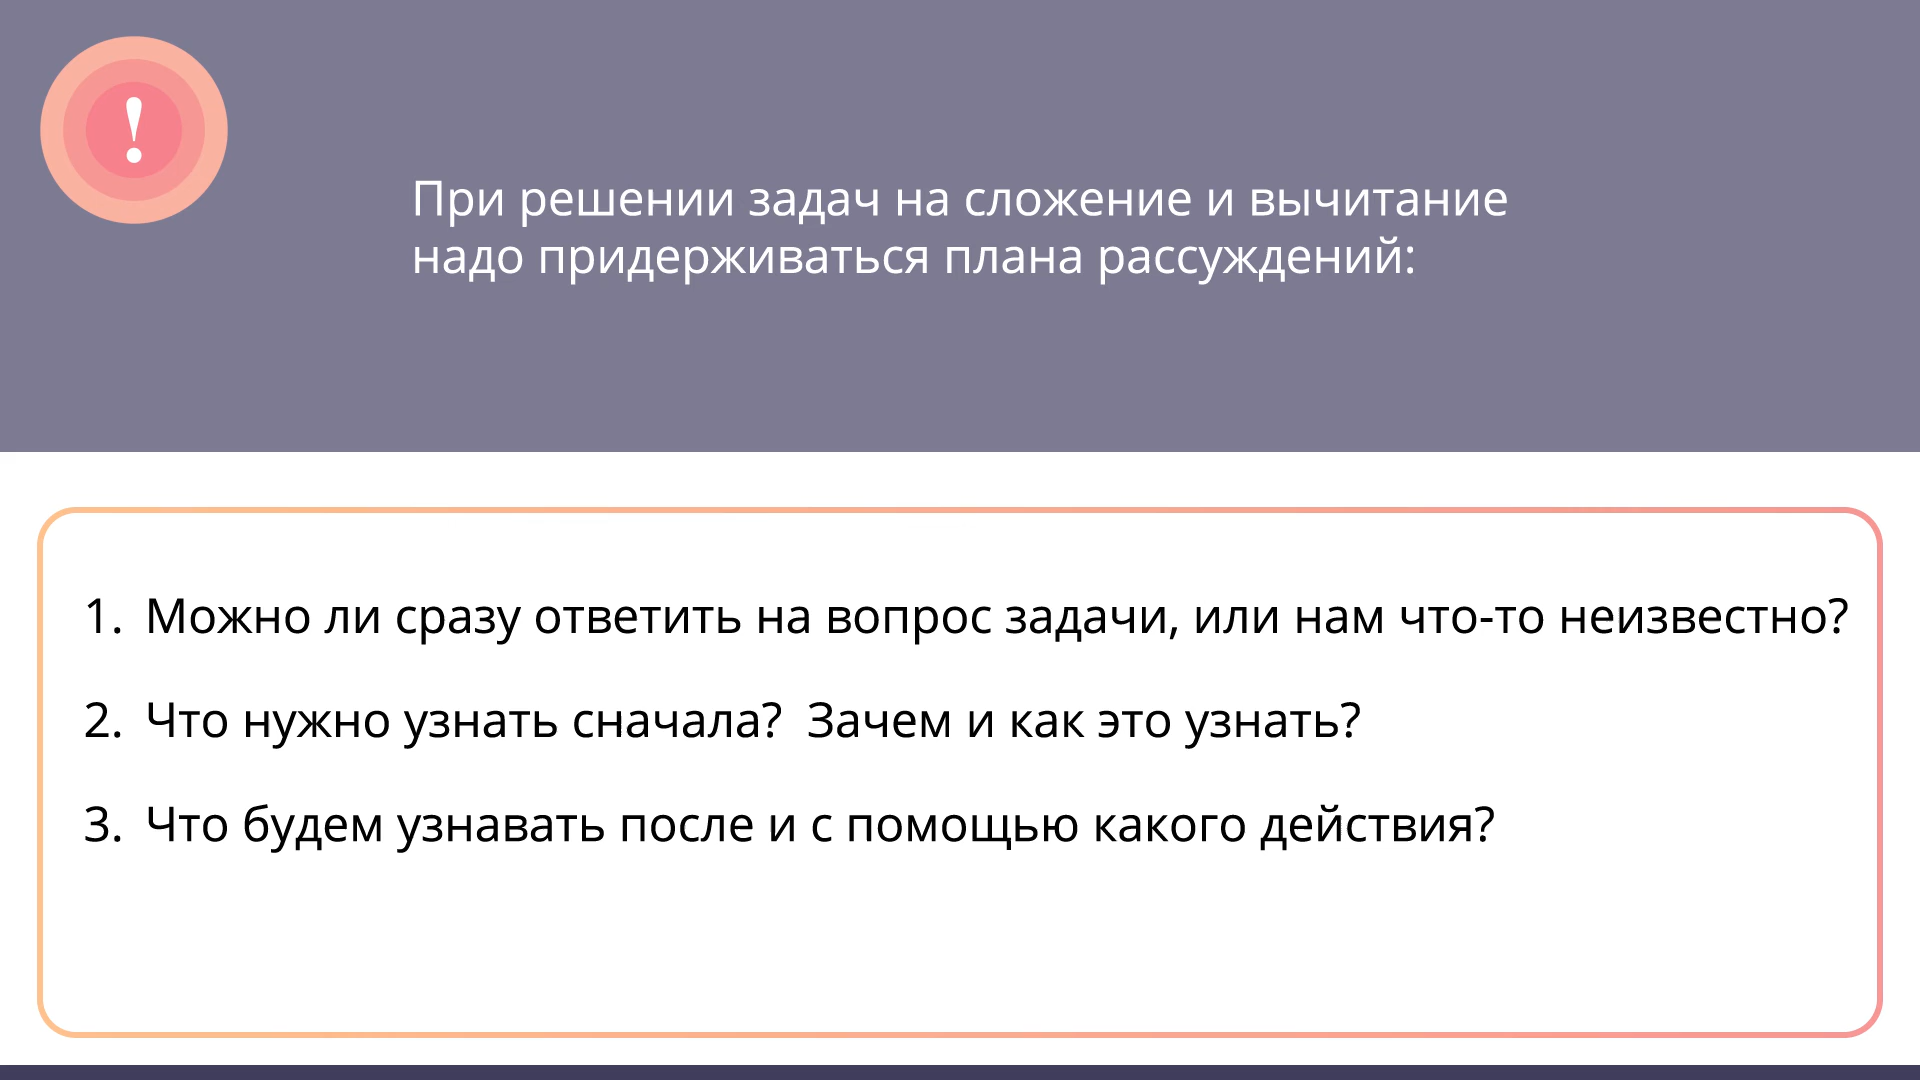 !
При решении задач на сложение и вычитание
надо придерживаться плана рассуждений:
1. Можно ли сразу ответить на вопрос задачи, или нам что-то неизвестно?
2. Что нужно узнать сначала?  Зачем и как это узнать?
3. Что будем узнавать после и с помощью какого действия?